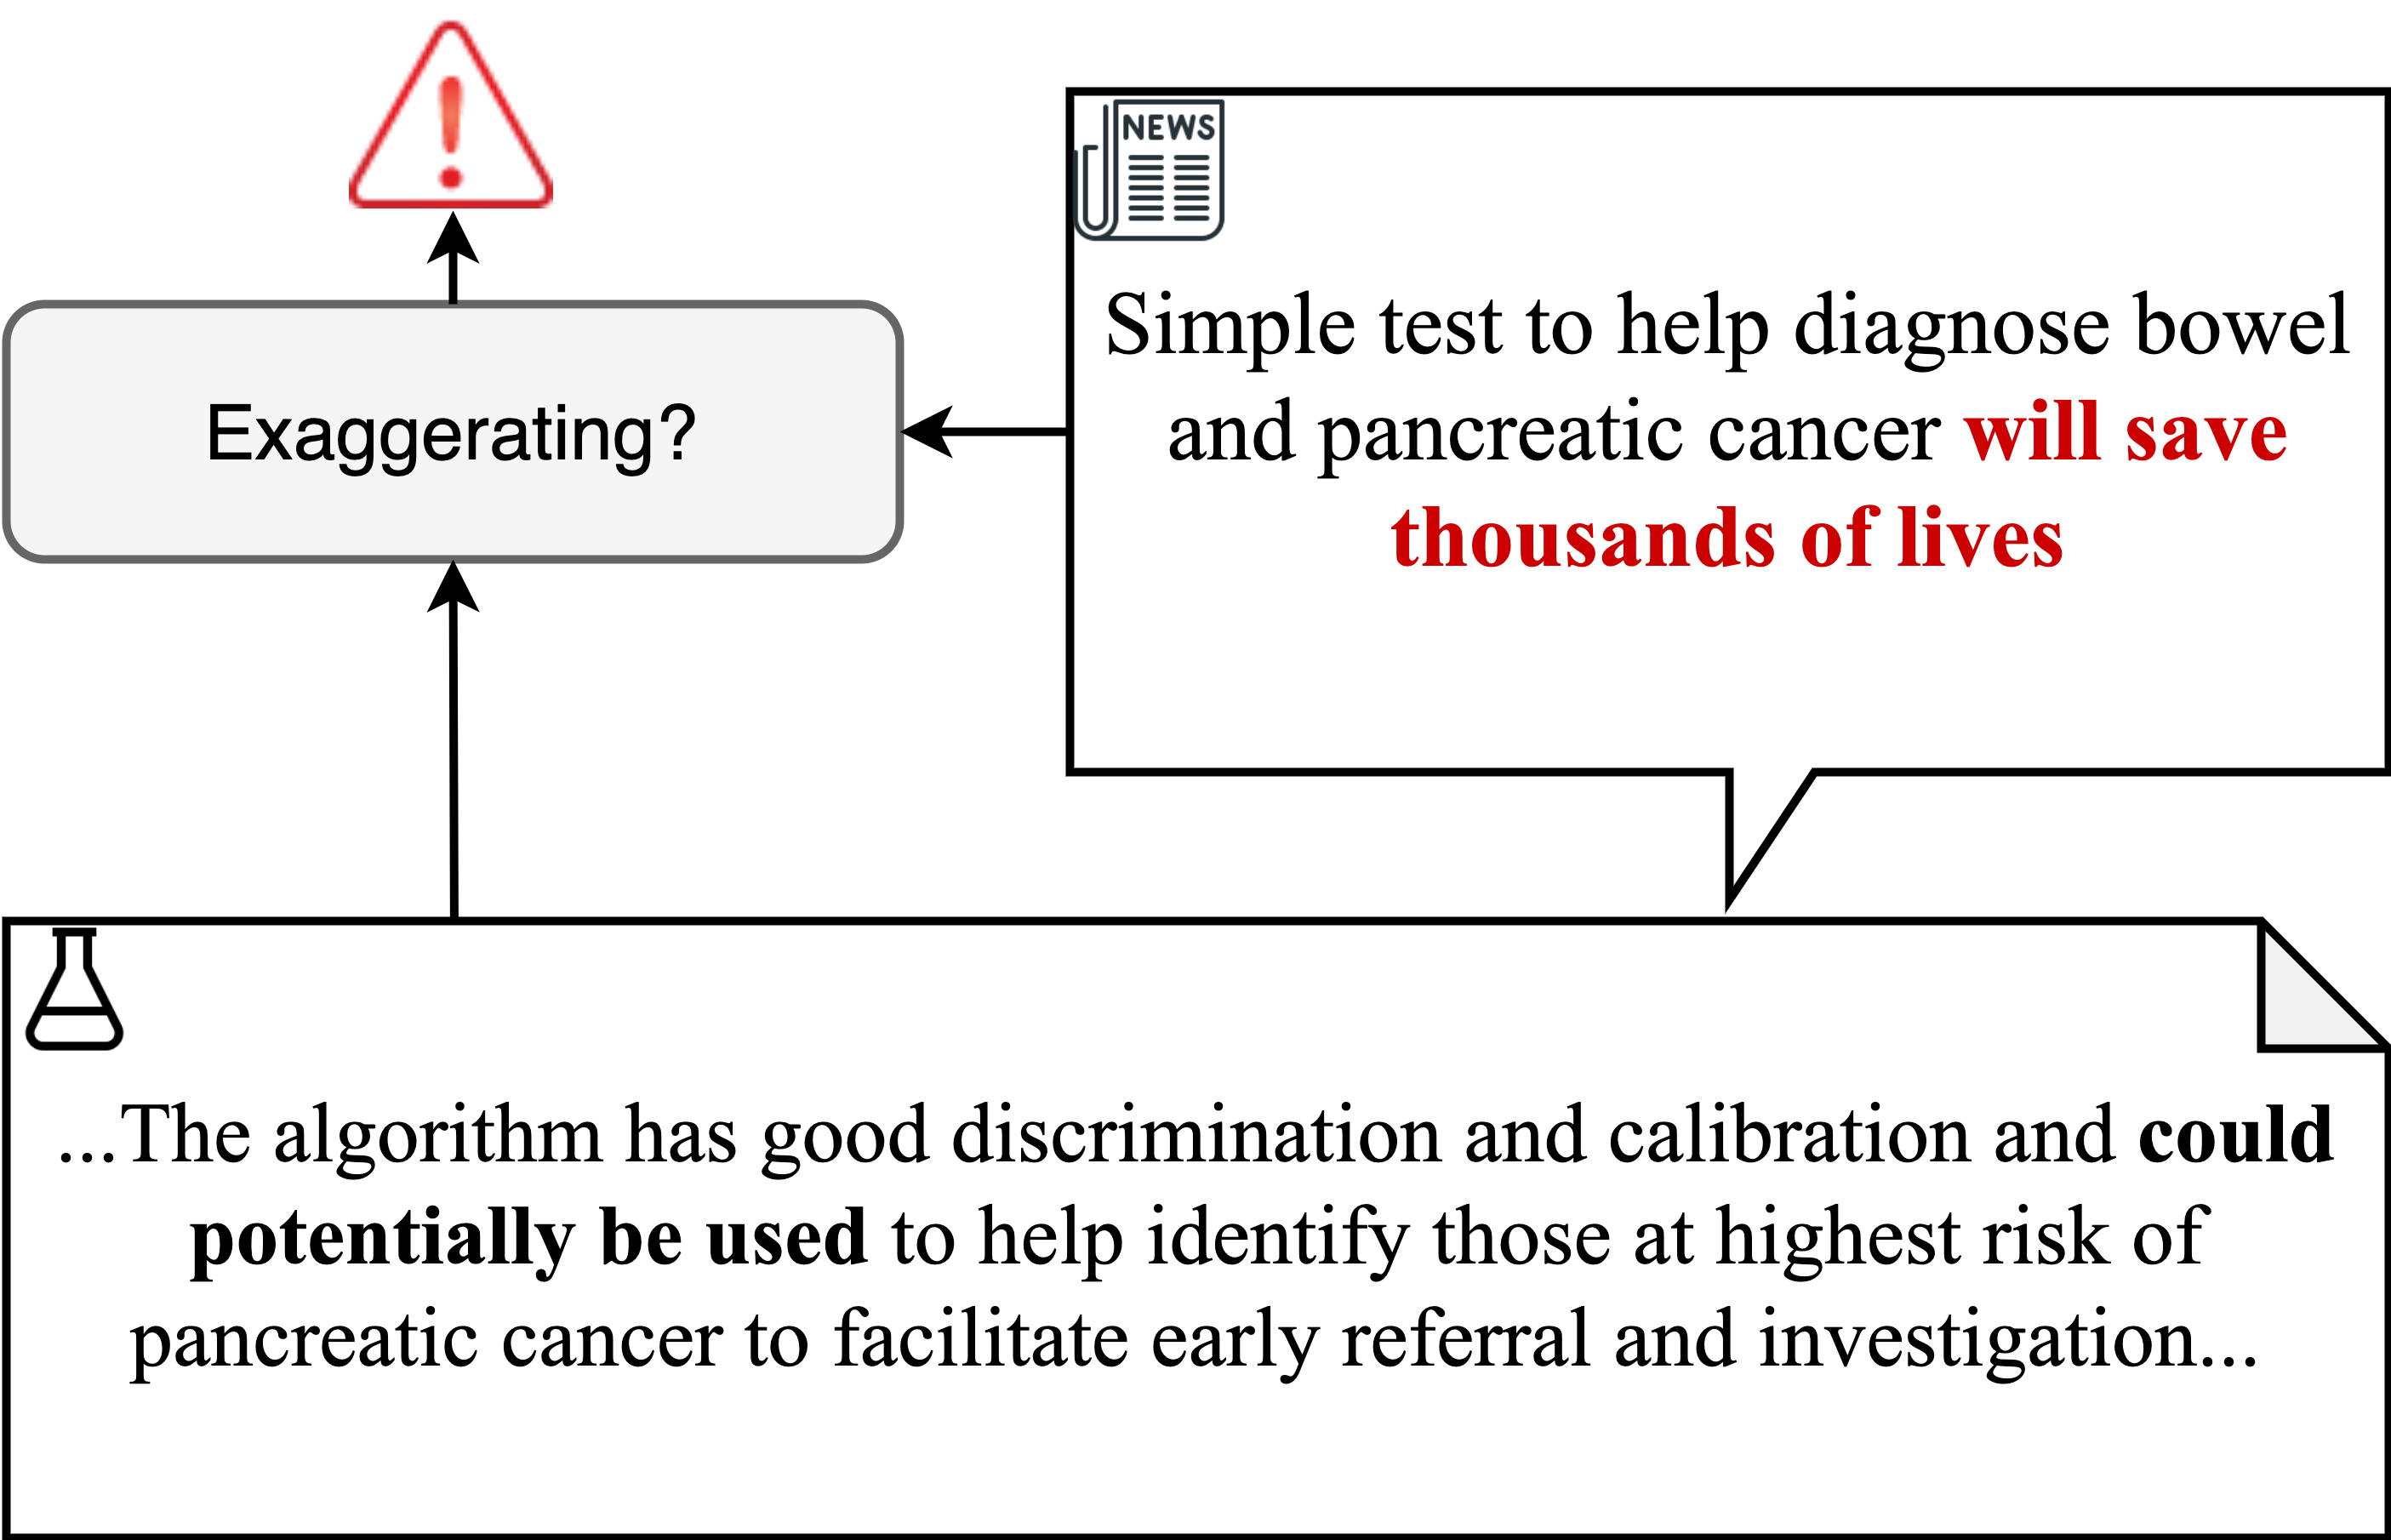 NEWS
Simple test to help diagnose bowel
and pancreatic cancer will save
thousands of lives
Exaggerating?
...The algorithm has good discrimination and calibration and could
potentially be used to help identify those at highest risk of
pancreatic cancer to facilitate early referral and investigation...